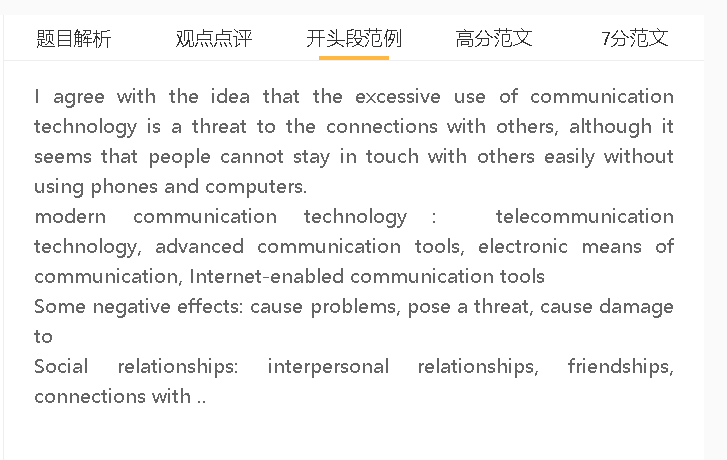 题目解析 观点点评 开头段范例 高分范文 7分范文
I agree with the idea that the excessive use of communication
technology is a threat to the connections with others, although it
seems that people cannot stay in touch with others easily without
using phones and computers.
modern communication technology : telecommunication
technology, advanced communication tools, electronic means of
communication, Internet-enabled communication tools
Some negative effects: cause problems, pose a threat, cause damage
to
Social relationships: interpersonal relationships, friendships,
connections with ..